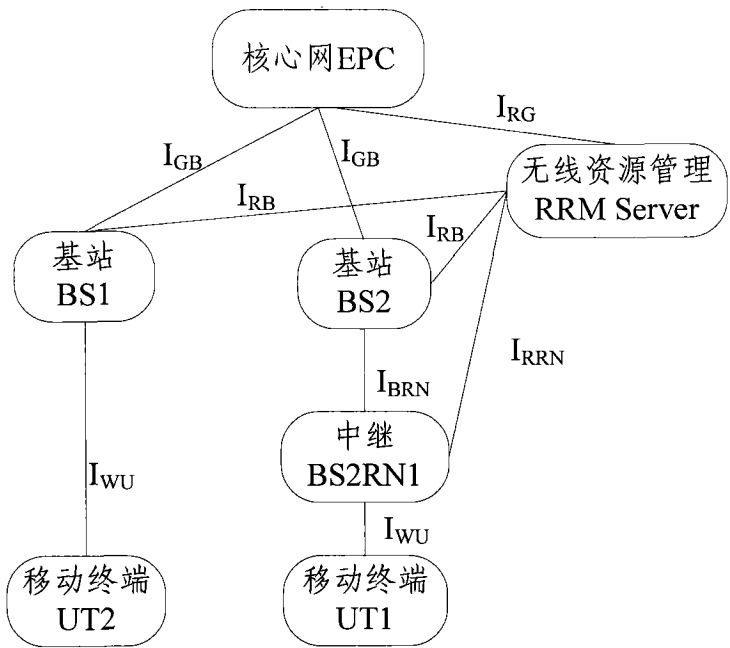 核心网EPC
I_RG
I_GB
I_GB
无线资源管理
RRM Server
I_RB
I_RB
基站
BS1
基站
BS2
I_RRN
I_BRN
中继
BS2RN1
I_WU
I_WU
移动终端
UT2
移动终端
UT1